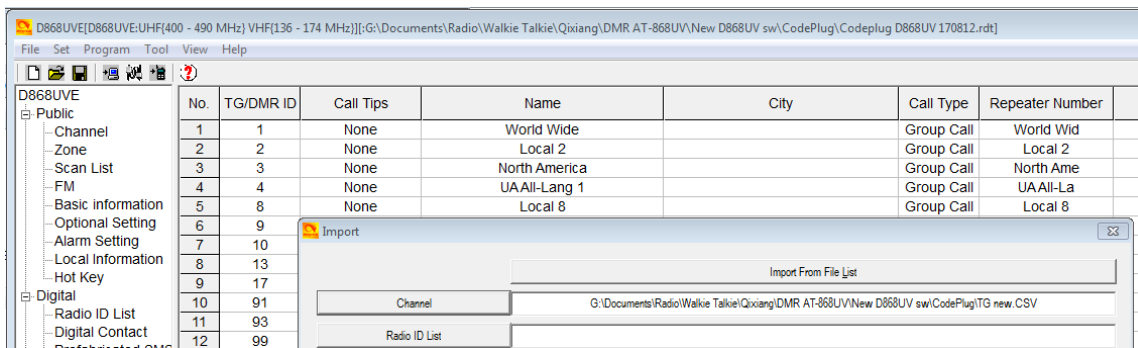 D868UVE[D868UVE:UHF{400 - 490 MHz} VHF{136 - 174 MHz}][:G:\Documents\Radio\Walkie Talkie\Qixiang\DMR AT-868UV\New D868UV sw\CodePlug\Codeplug D868UV 170812.rdt]
File Set Program Tool View Help
D868UVE
Public
Channel
Zone
Scan List
FM
Basic information
Optional Setting
Alarm Setting
Local Information
Hot Key
Digital
Radio ID List
Digital Contact
No. TG/DMR ID Call Tips Name City Call Type Repeater Number
1 1 None World Wide Group Call World Wid
2 2 None Local 2 Group Call Local 2
3 3 None North America Group Call North Ame
4 4 None UA All-Lang 1 Group Call UA All-La
5 8 None Local 8 Group Call Local 8
6 9
7 10
8 13
9 17
10 91
11 93
12 99
Import
Import From File List
Channel G:\Documents\Radio\Walkie Talkie\Qixiang\DMR AT-868UV\New D868UV sw\CodePlug\TG new.CSV
Radio ID List